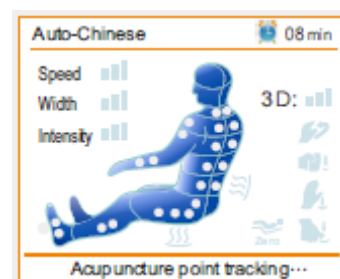 Auto-Chinese
08 min
Speed
Width
3D:
Intensity
Zero
Acupuncture point tracking···